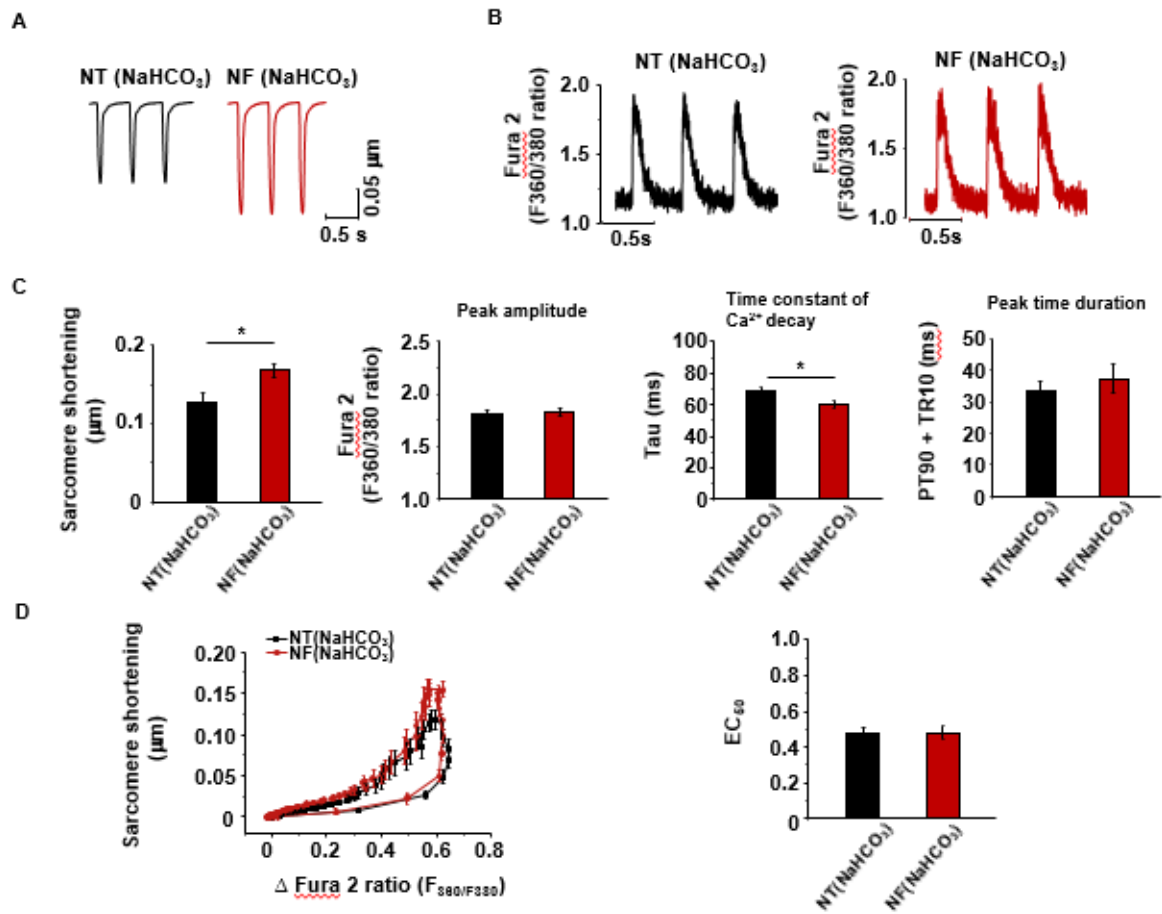 A
NT (NaHCO₃)
NF (NaHCO₃)
0.05 µm
0.5 s
B
NT (NaHCO₃)
Fura 2
(F360/380 ratio)
2.0
1.5
1.0
0.5s
NF (NaHCO₃)
Fura 2
(F360/380 ratio)
2.0
1.5
1.0
0.5s
C
Sarcomere shortening
(µm)
0.2
0.1
0
*
NT(NaHCO₃)
NF(NaHCO₃)
Peak amplitude
Fura 2
(F360/380 ratio)
2.5
2.0
1.5
1.0
NT(NaHCO₃)
NF(NaHCO₃)
Time constant of
Ca²⁺ decay
Tau (ms)
100
80
60
40
20
0
*
NT(NaHCO₃)
NF(NaHCO₃)
Peak time duration
PT90 + TR10 (ms)
50
40
30
20
10
0
NT(NaHCO₃)
NF(NaHCO₃)
D
Sarcomere shortening
(µm)
NT(NaHCO₃)
NF(NaHCO₃)
0.20
0.15
0.10
0.05
0
0
0.2
0.4
0.6
0.8
Δ Fura 2 ratio (F₃₆₀/F₃₈₀)
EC₅₀
1.0
0.8
0.6
0.4
0.2
0
NT(NaHCO₃)
NF(NaHCO₃)